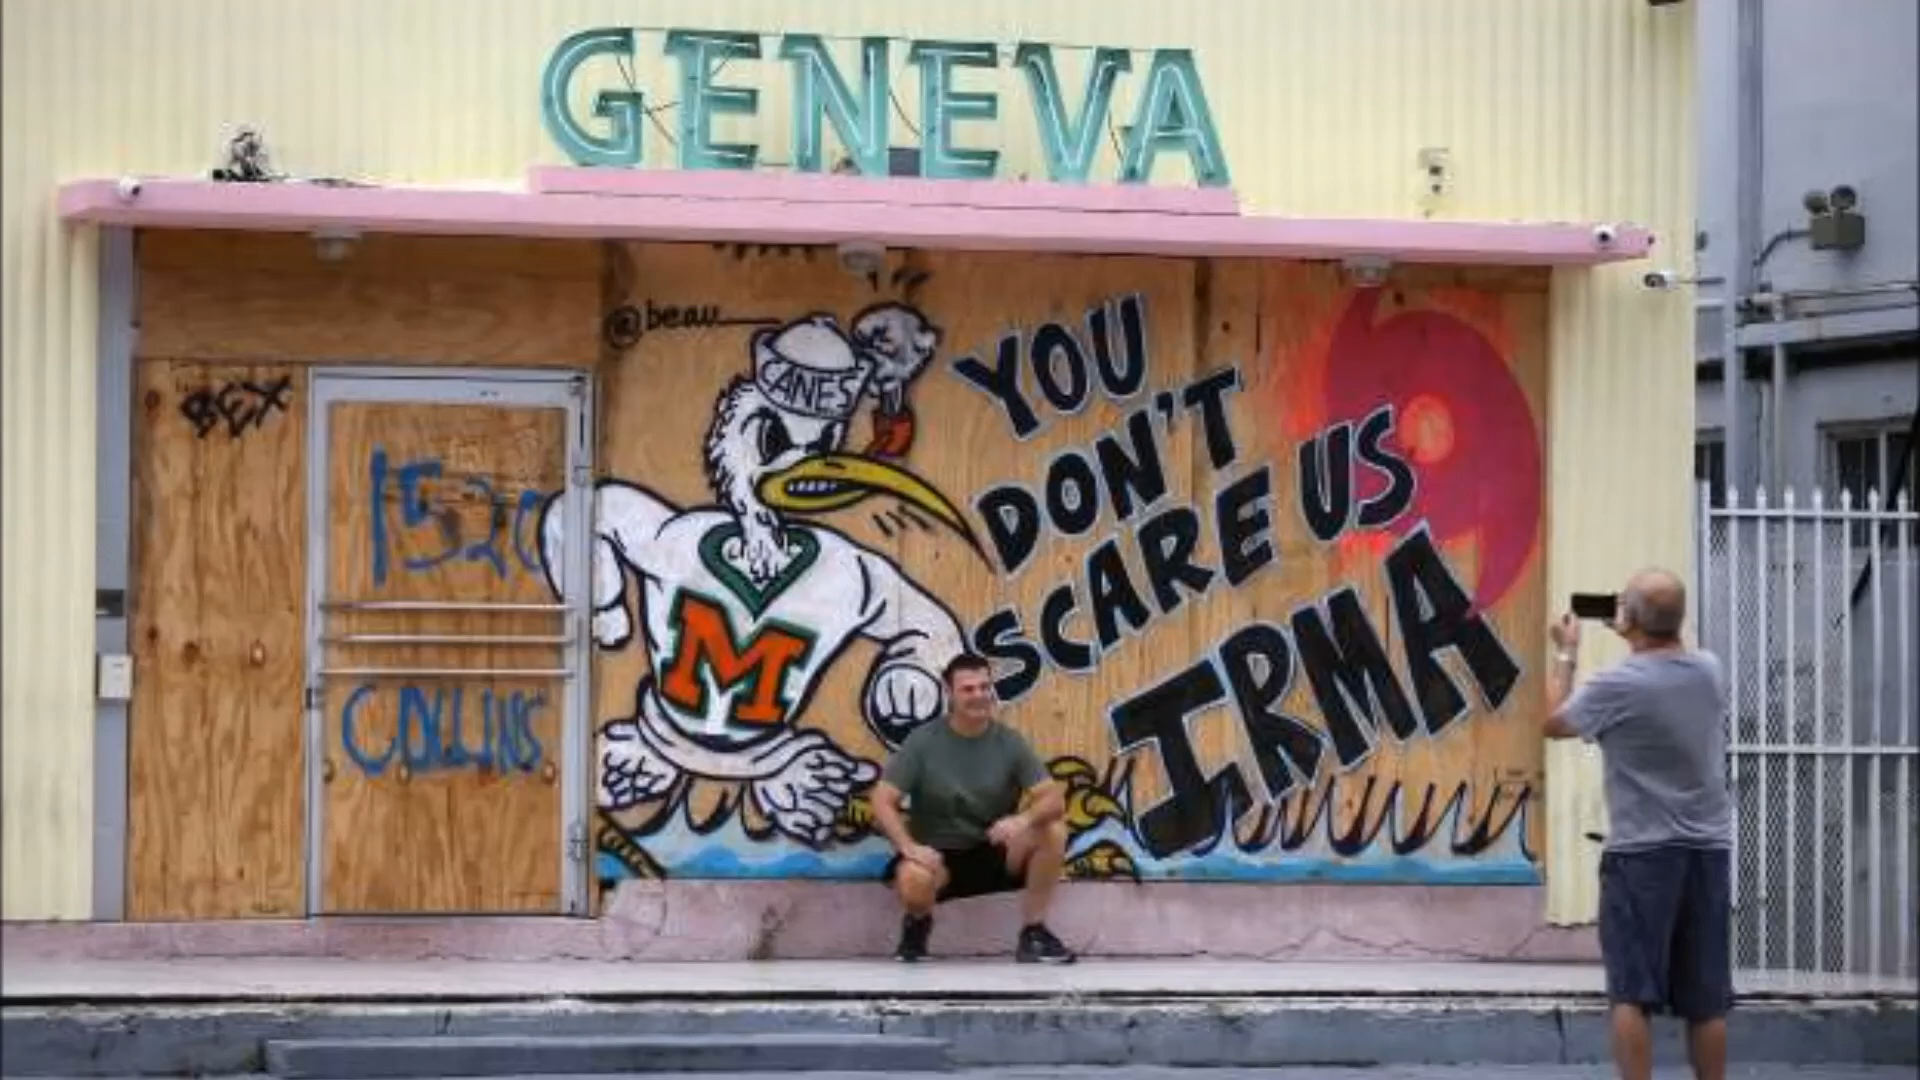 GENEVA
@beau
BEX
CANES
YOU
DON'T
SCARE US
IRMA
1520
COLLINS
M